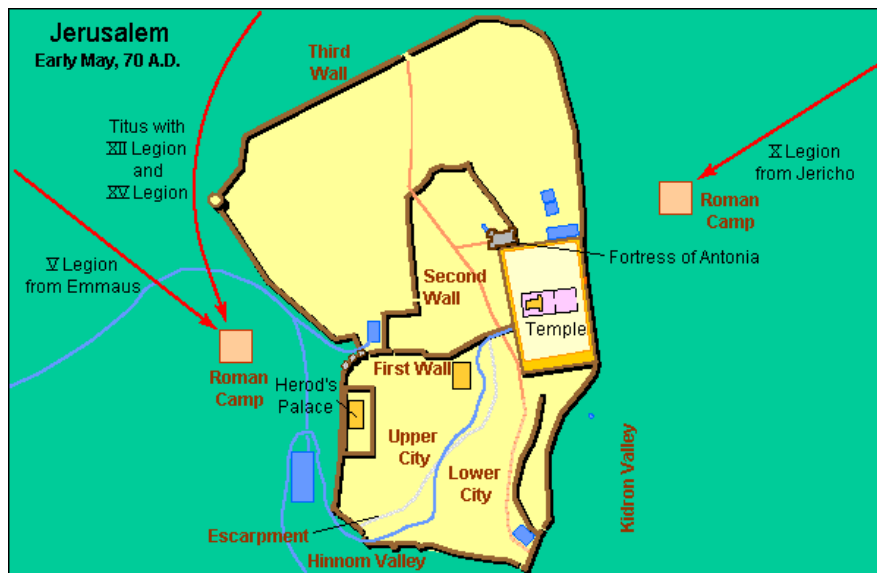 Jerusalem
Early May, 70 A.D.
Third
Wall
Titus with
XII Legion
and
XV Legion
X Legion
from Jericho
Roman
Camp
V Legion
from Emmaus
Second
Wall
Fortress of Antonia
Temple
First Wall
Roman
Camp
Herod's
Palace
Upper
City
Lower
City
Kidron Valley
Escarpment
Hinnom Valley